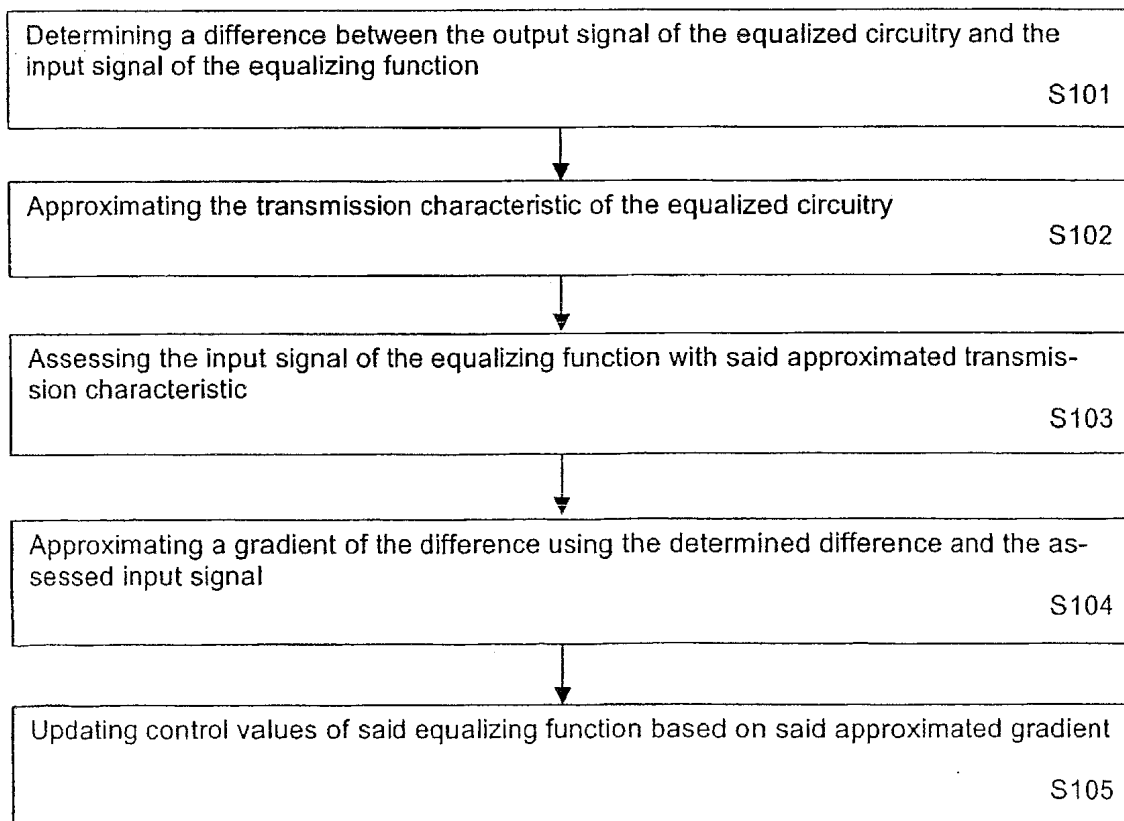 Determining a difference between the output signal of the equalized circuitry and the
input signal of the equalizing function
S101
Approximating the transmission characteristic of the equalized circuitry
S102
Assessing the input signal of the equalizing function with said approximated transmis-
sion characteristic
S103
Approximating a gradient of the difference using the determined difference and the as-
sessed input signal
S104
Updating control values of said equalizing function based on said approximated gradient
S105